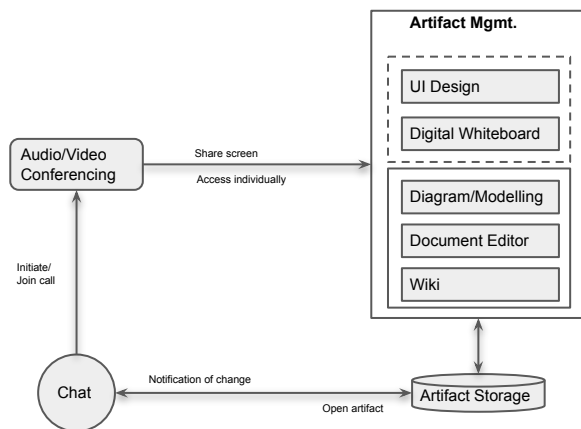 Artifact Mgmt.
UI Design
Digital Whiteboard
Audio/Video
Conferencing
Share screen
Access individually
Diagram/Modelling
Document Editor
Wiki
Initiate/
Join call
Chat
Notification of change
Open artifact
Artifact Storage